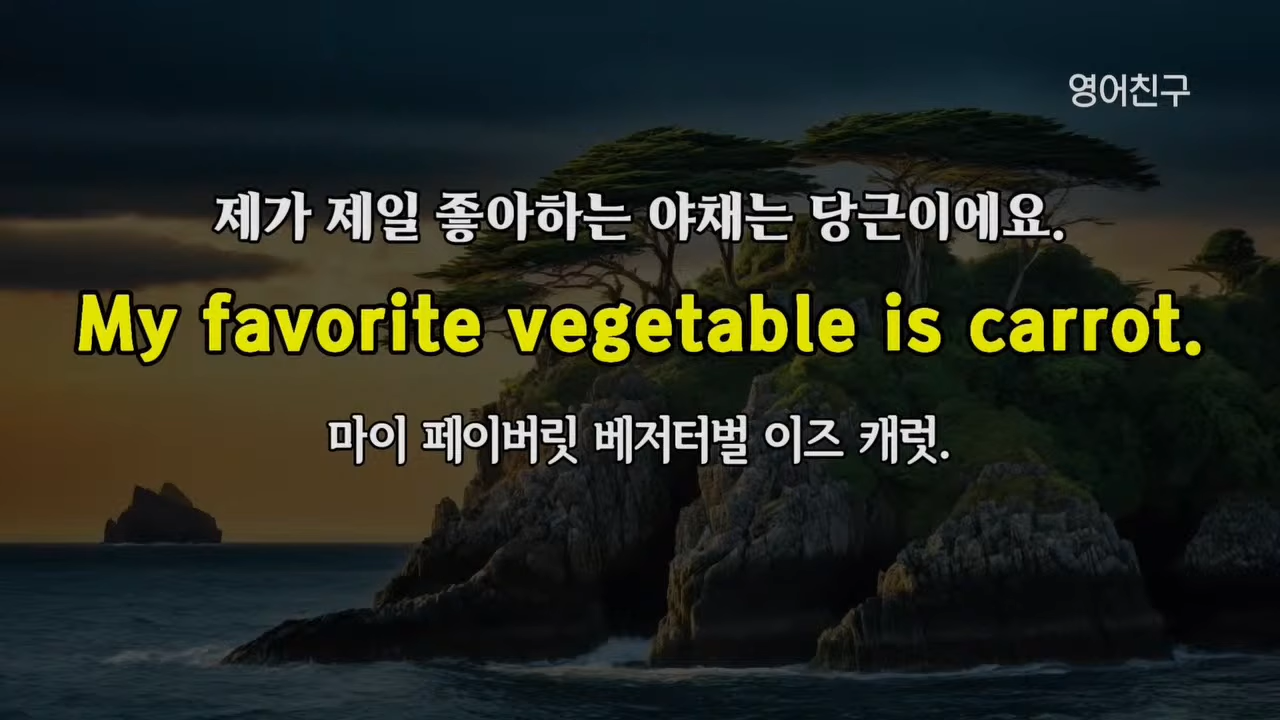 영어친구
제가 제일 좋아하는 야채는 당근이에요.
My favorite vegetable is carrot.
마이 페이버릿 베저터벌 이즈 캐럿.